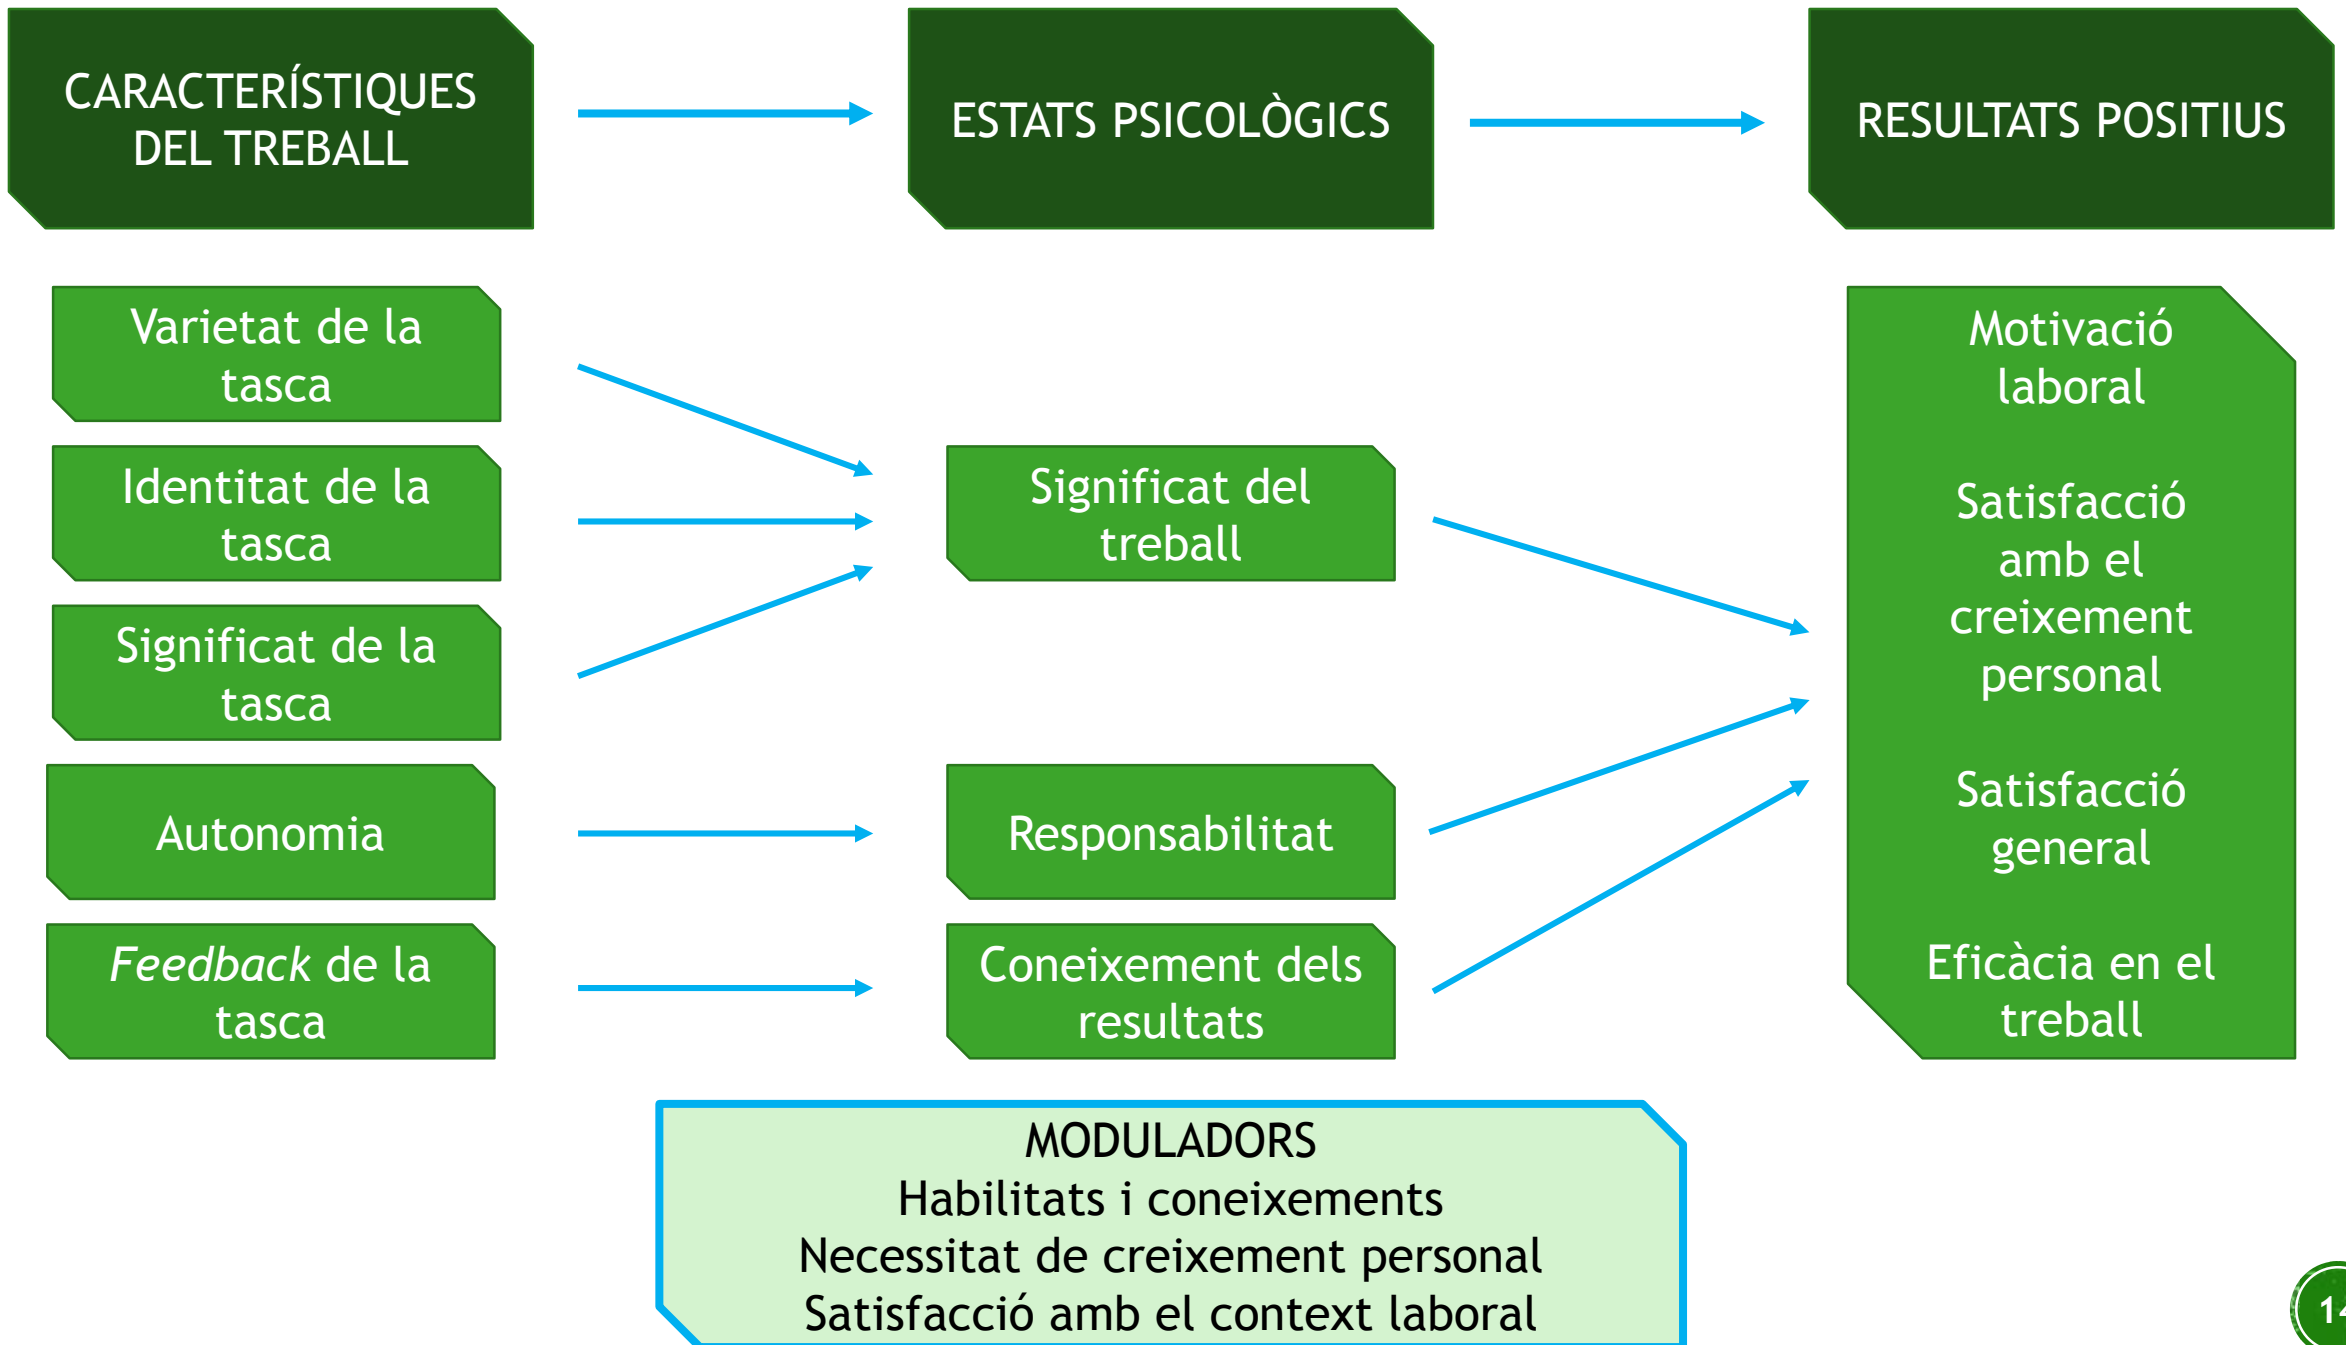 CARACTERÍSTIQUES
DEL TREBALL
ESTATS PSICOLÒGICS
RESULTATS POSITIUS
Varietat de la
tasca
Identitat de la
tasca
Significat de la
tasca
Autonomia
Feedback de la
tasca
Significat del
treball
Responsabilitat
Coneixement dels
resultats
Motivació
laboral
Satisfacció
amb el
creixement
personal
Satisfacció
general
Eficàcia en el
treball
MODULADORS
Habilitats i coneixements
Necessitat de creixement personal
Satisfacció amb el context laboral